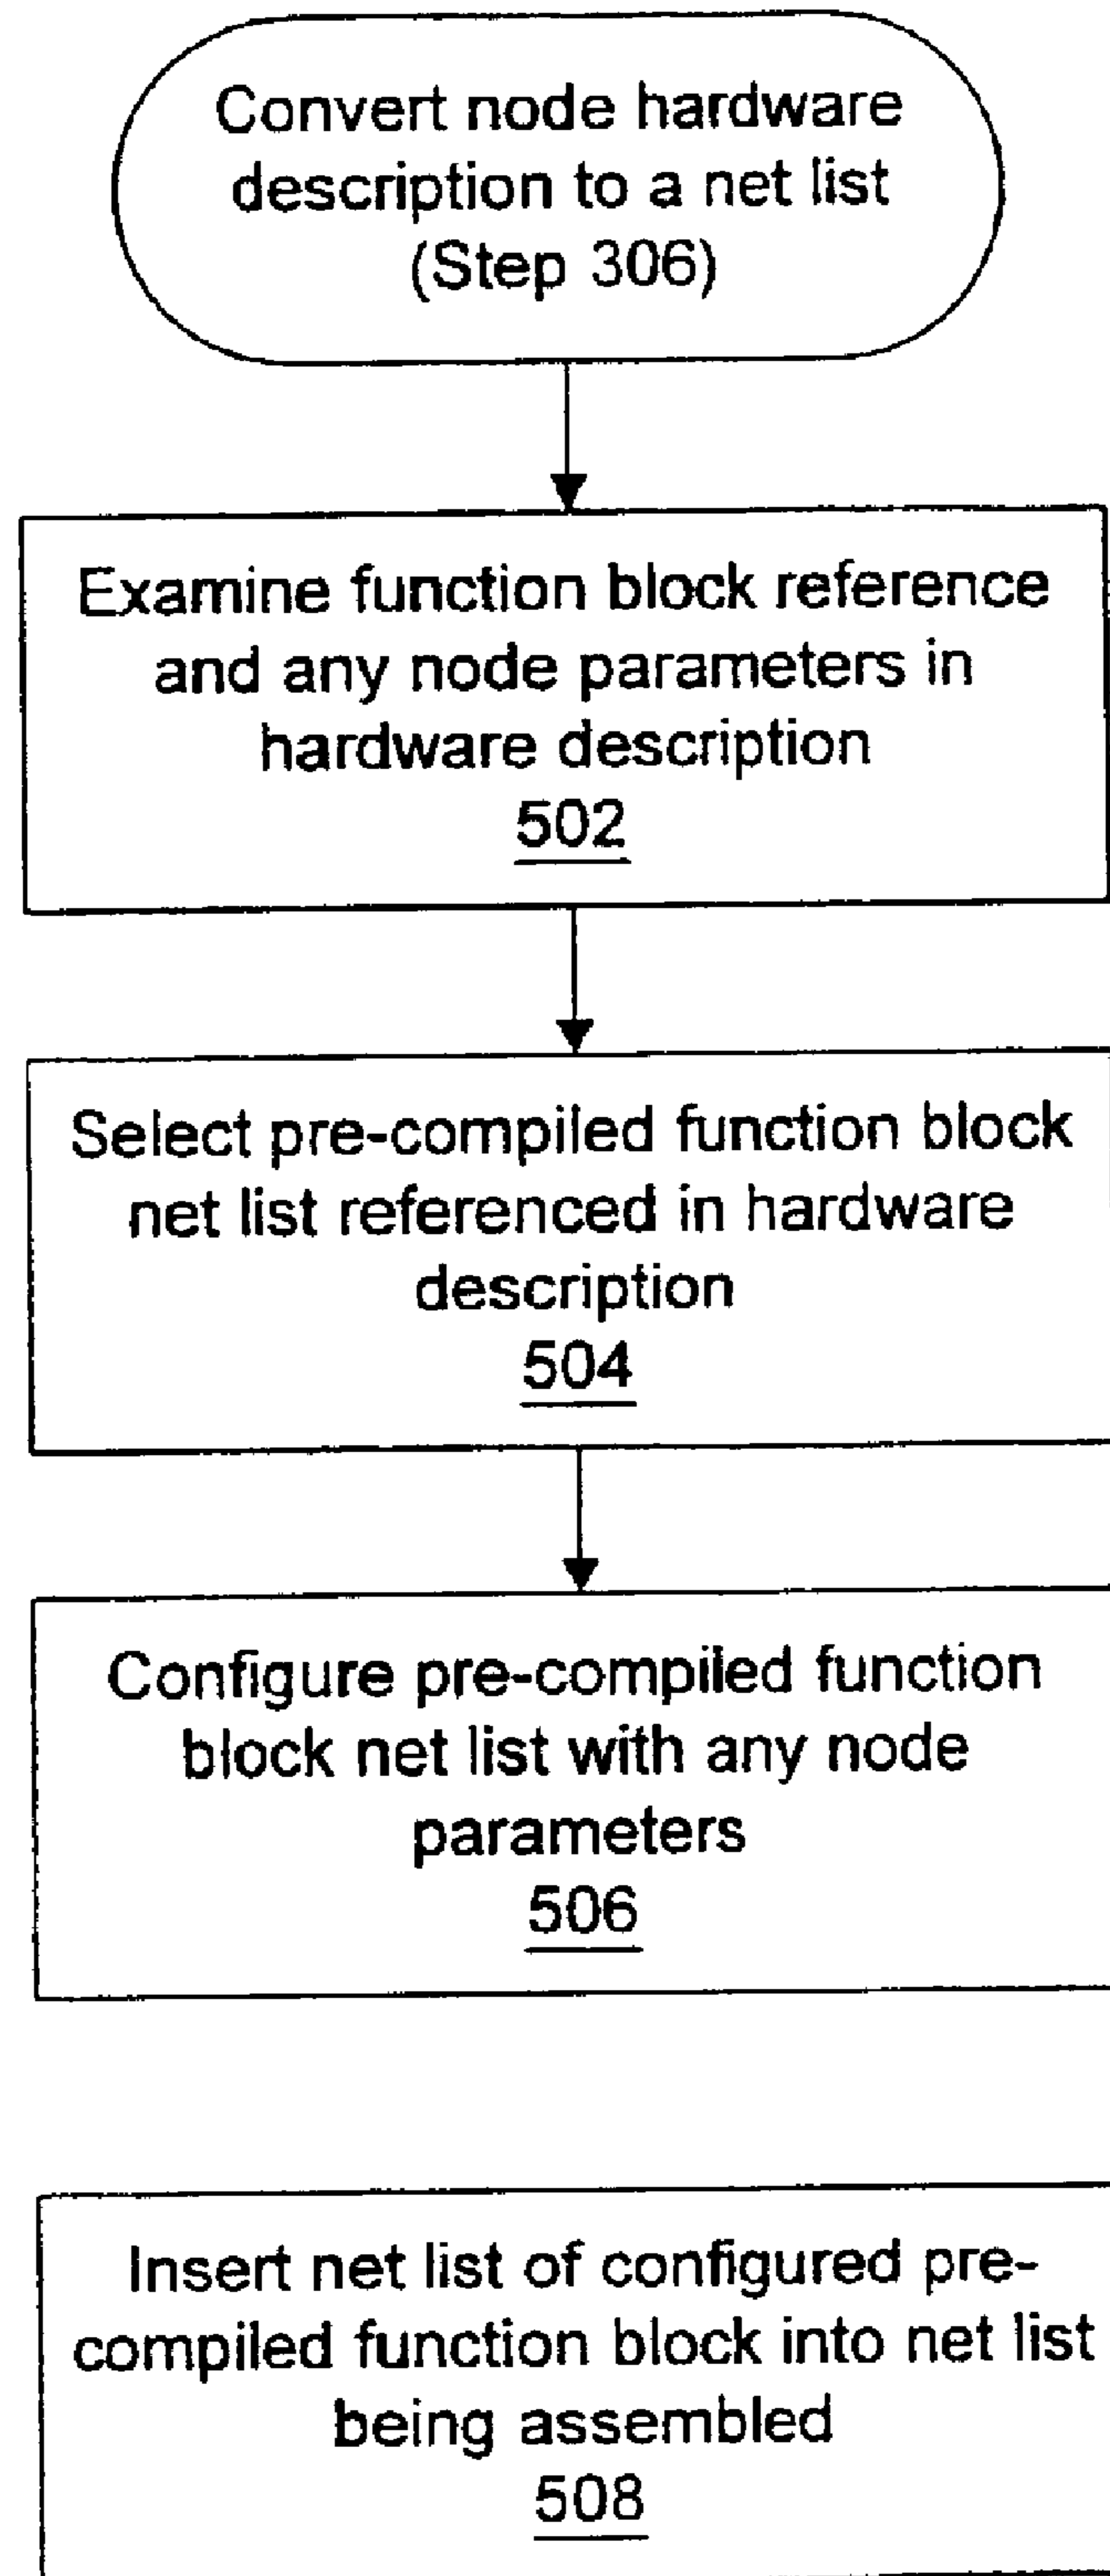 Convert node hardware
description to a net list
(Step 306)
Examine function block reference
and any node parameters in
hardware description
502
Select pre-compiled function block
net list referenced in hardware
description
504
Configure pre-compiled function
block net list with any node
parameters
506
Insert net list of configured pre-
compiled function block into net list
being assembled
508